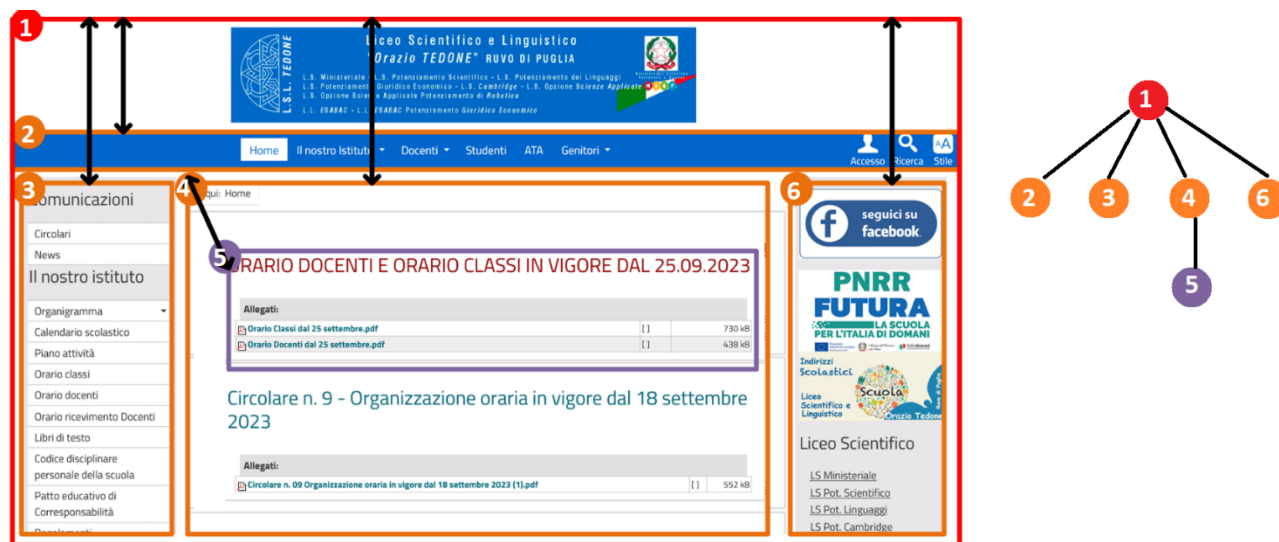 1
L.S.L. TEDONE
Liceo Scientifico e Linguistico
"Orazio TEDONE" RUVO DI PUGLIA
L.S. Ministeriale - L.S. Potenziamento Scientifico - L.S. Potenziamento dei Linguaggi
L.S. Potenziamento Giuridico Economico - L.S. Cambridge - L.S. Opzione Scienze Applicate
L.S. Opzione Scienze Applicate Potenziamento di Robotica
L.L. ESABAC - L.L. ESABAC Potenziamento Giuridico Economico
2
Home Il nostro Istituto Docenti Studenti ATA Genitori
Accesso Ricerca Stile
AA
3
Comunicazioni
Circolari
News
Il nostro istituto
Organigramma
Calendario scolastico
Piano attività
Orario classi
Orario docenti
Orario ricevimento Docenti
Libri di testo
Codice disciplinare
personale della scuola
Patto educativo di
Corresponsabilità
4
qui: Home
5
ORARIO DOCENTI E ORARIO CLASSI IN VIGORE DAL 25.09.2023
Allegati:
Orario Classi dal 25 settembre.pdf [ ] 730 kB
Orario Docenti dal 25 settembre.pdf [ ] 438 kB
Circolare n. 9 - Organizzazione oraria in vigore dal 18 settembre
2023
Allegati:
Circolare n. 09 Organizzazione oraria in vigore dal 18 settembre 2023 (1).pdf [ ] 552 kB
6
seguici su
facebook.
PNRR
FUTURA
LA SCUOLA
PER L'ITALIA DI DOMANI
Indirizzi
Scolastici
Scuola
Liceo
Scientifico e
Linguistico
Orazio Tedone
Liceo Scientifico
LS Ministeriale
LS Pot. Scientifico
LS Pot. Linguaggi
LS Pot. Cambridge
1
2 3 4 6
5